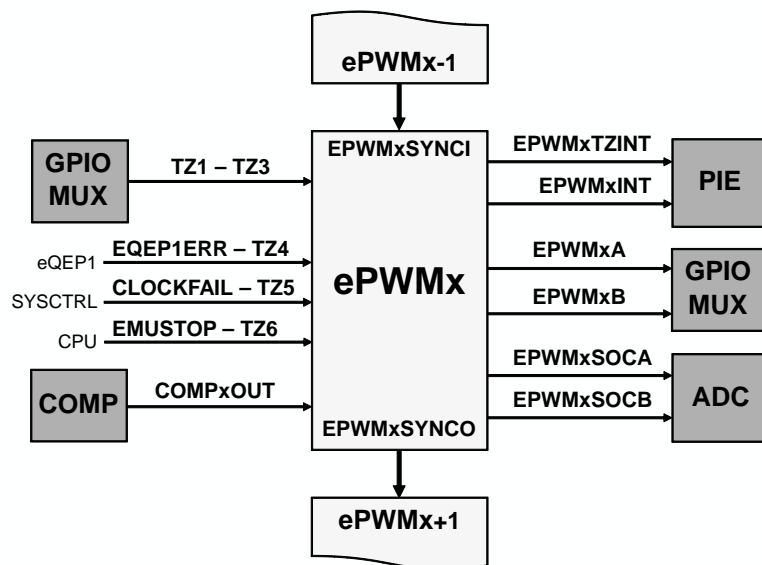 ePWMx-1
EPWMxSYNCI
GPIO
MUX
TZ1 – TZ3
eQEP1
EQEP1ERR – TZ4
SYSCTRL
CLOCKFAIL – TZ5
CPU
EMUSTOP – TZ6
COMP
COMPxOUT
ePWMx
EPWMxTZINT
EPWMxINT
PIE
EPWMxA
EPWMxB
GPIO
MUX
EPWMxSOCA
EPWMxSOCB
ADC
EPWMxSYNCO
ePWMx+1